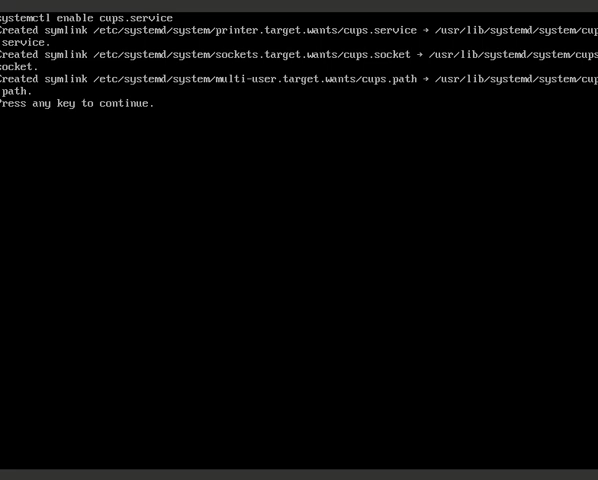 systemctl enable cups.service
Created symlink /etc/systemd/system/printer.target.wants/cups.service → /usr/lib/systemd/system/cup
service.
Created symlink /etc/systemd/system/sockets.target.wants/cups.socket → /usr/lib/systemd/system/cups
socket.
Created symlink /etc/systemd/system/multi-user.target.wants/cups.path → /usr/lib/systemd/system/cup
path.
Press any key to continue.